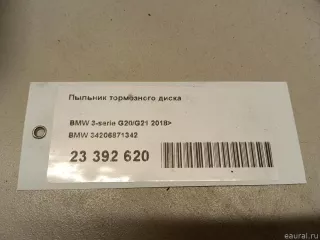 Пыльник тормозного диска
BMW 3-serie G20/G21 2018>
BMW 34206871342
23 392 620
eaural.ru